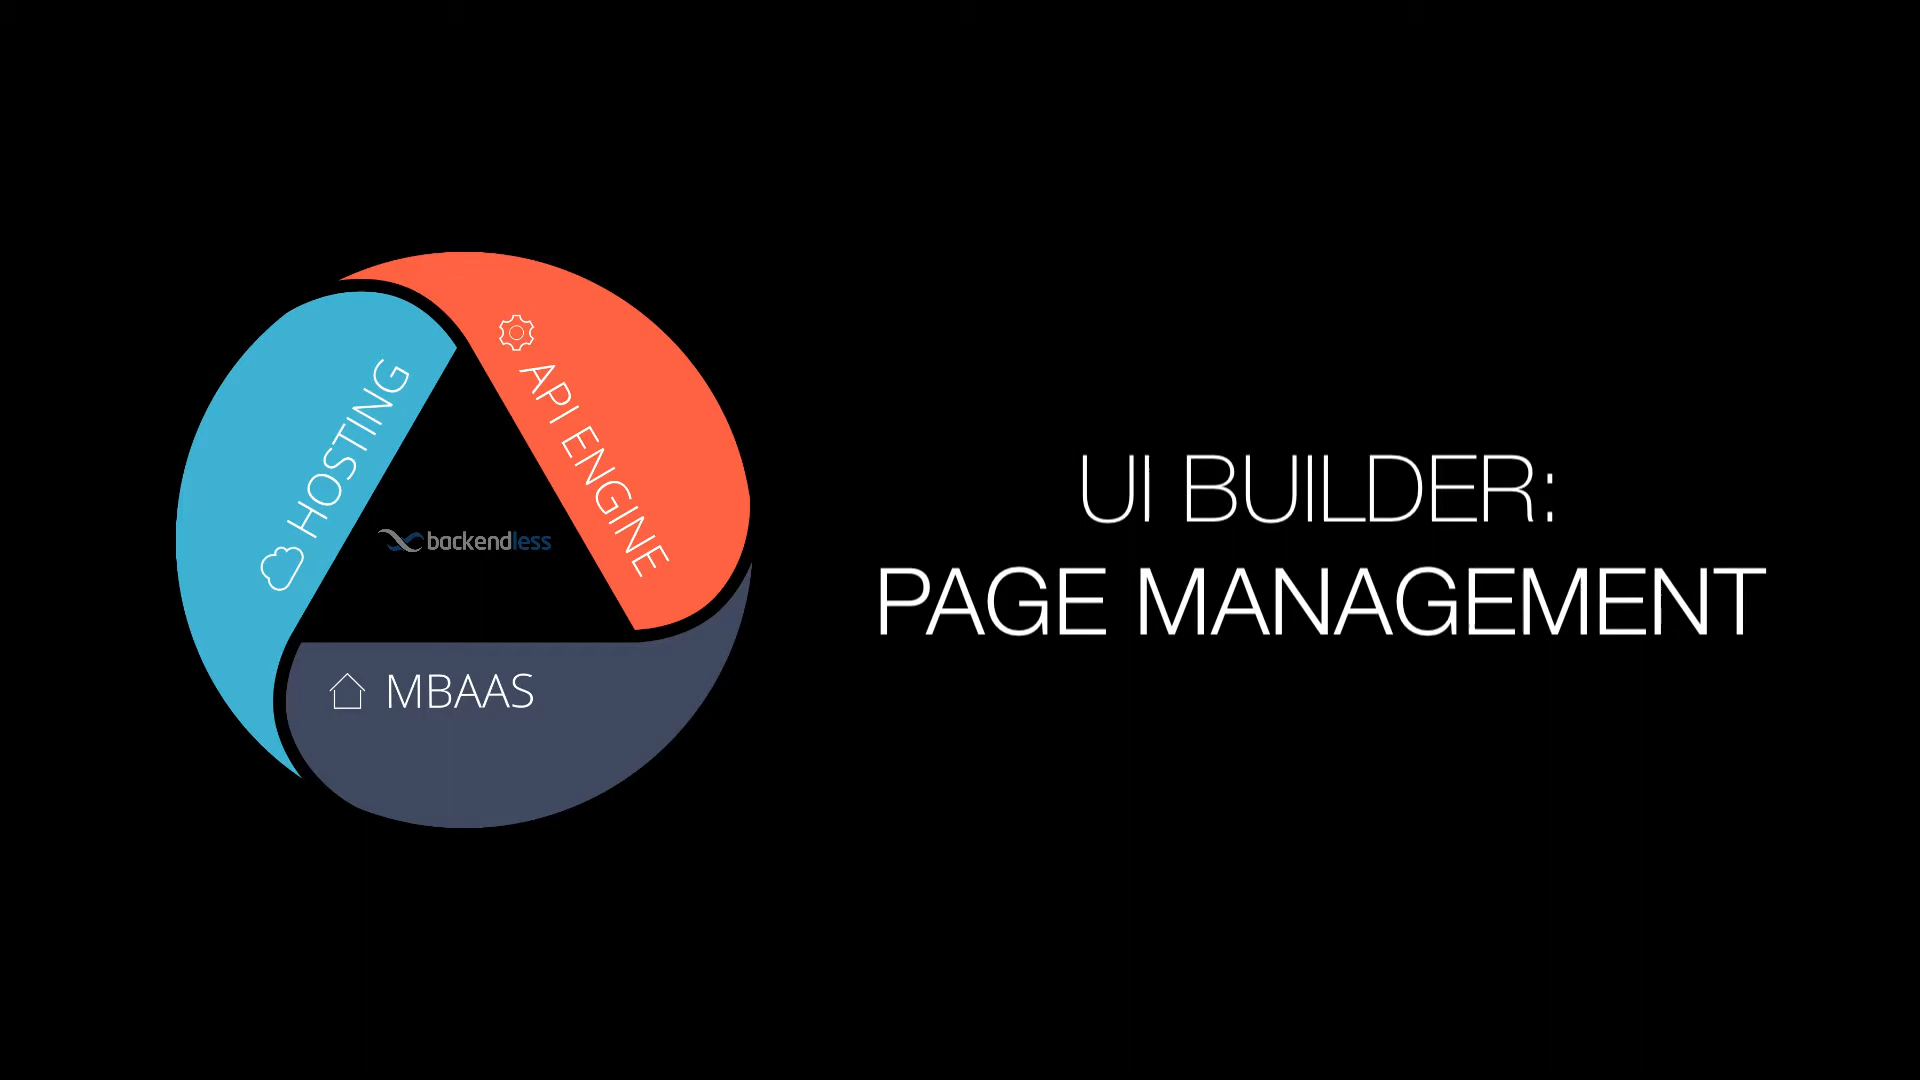 HOSTING
API ENGINE
backendless
MBAAS
UI BUILDER:
PAGE MANAGEMENT